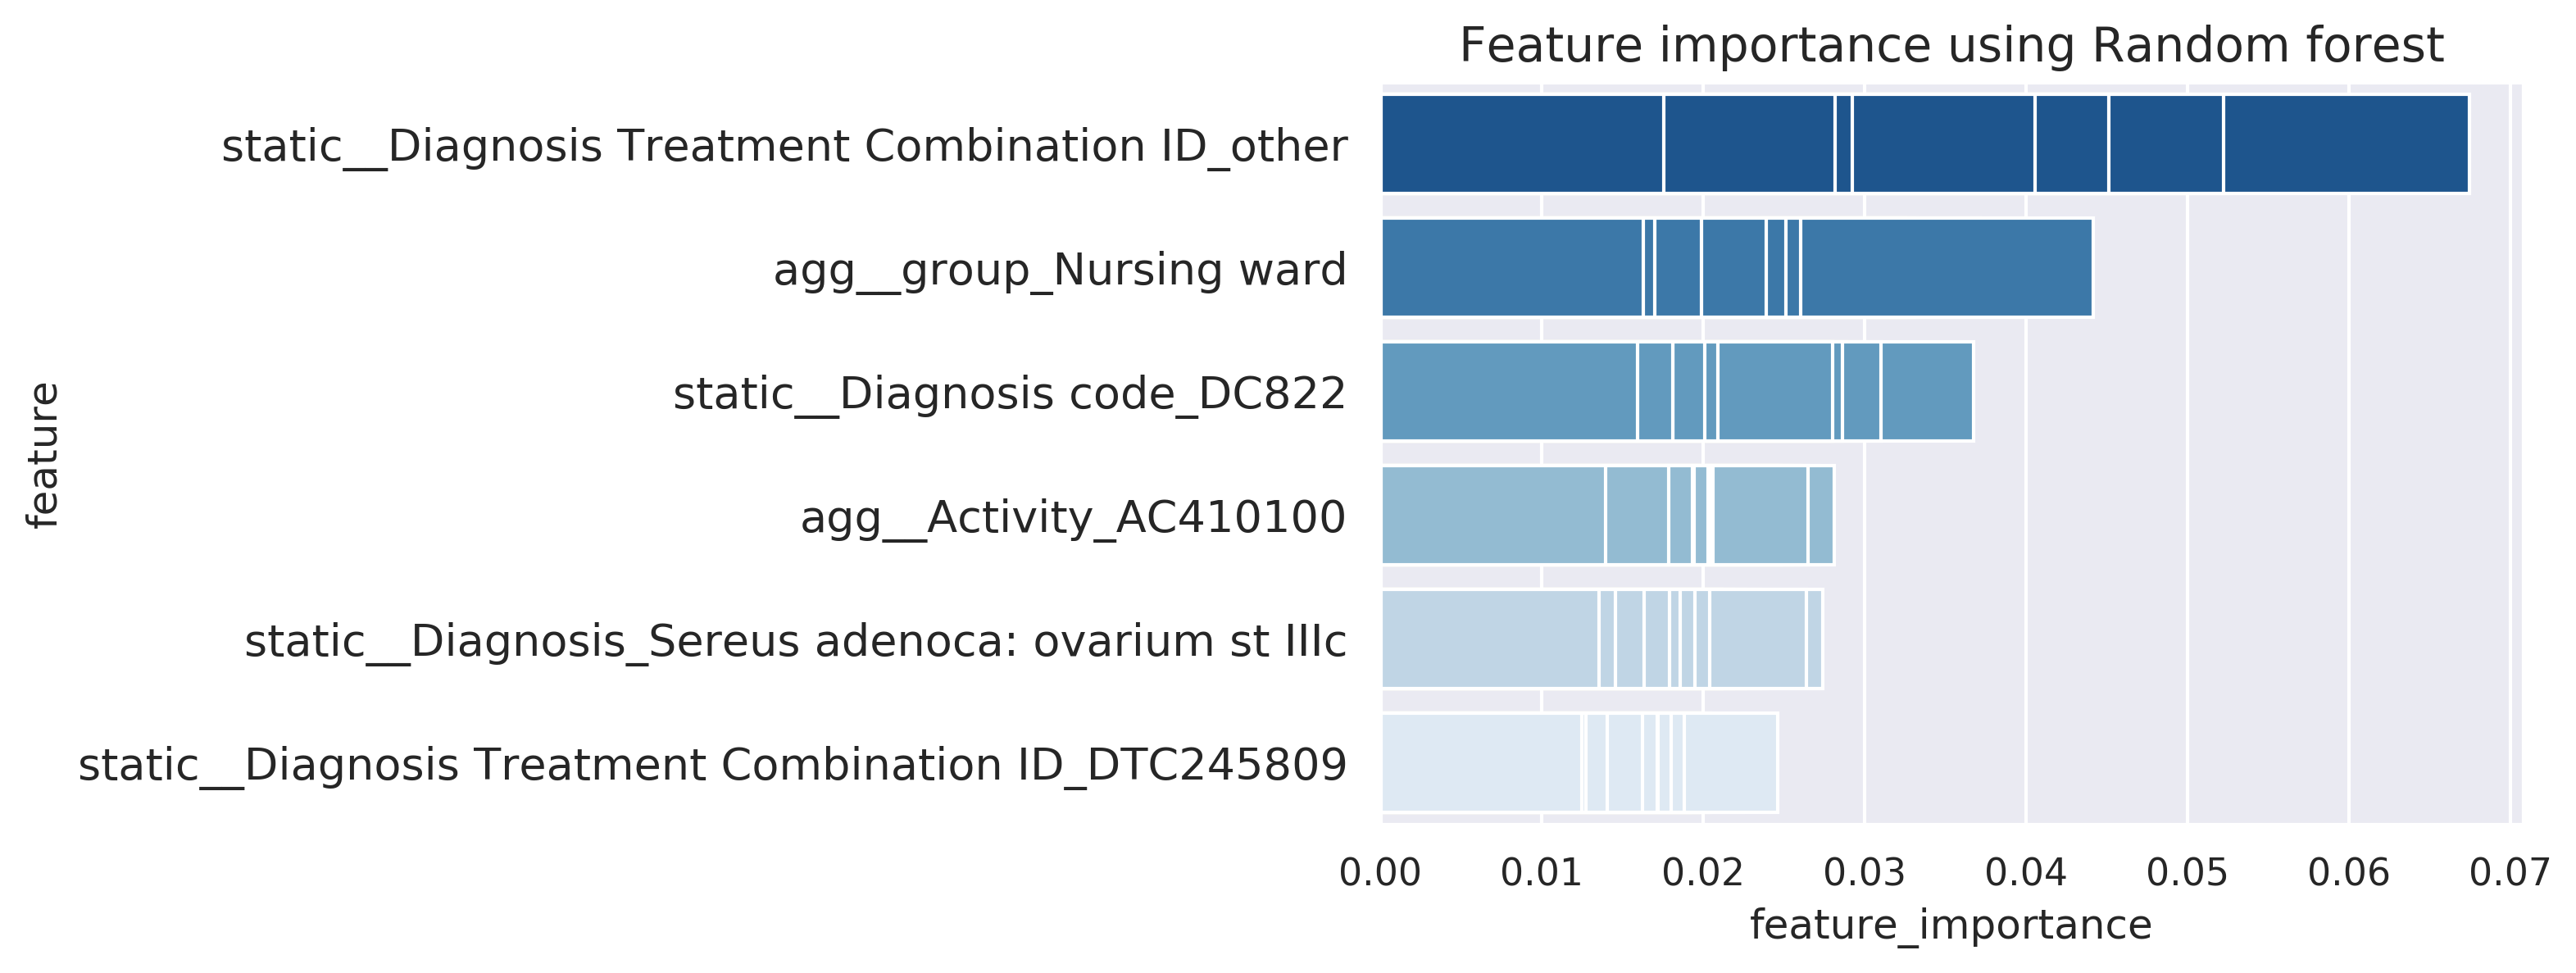 Feature importance using Random forest
static__Diagnosis Treatment Combination ID_other
agg__group_Nursing ward
static__Diagnosis code_DC822
agg__Activity_AC410100
static__Diagnosis_Sereus adenoca: ovarium st IIIc
static__Diagnosis Treatment Combination ID_DTC245809
feature
0.00 0.01 0.02 0.03 0.04 0.05 0.06 0.07
feature_importance